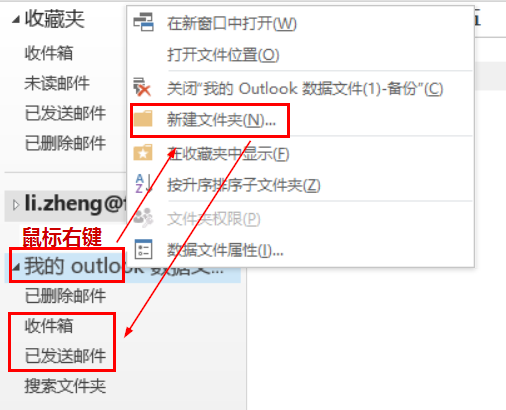 收藏夹
收件箱
未读邮件
已发送邮件
已删除邮件
li.zheng@
鼠标右键
我的 outlook 数据文...
已删除邮件
收件箱
已发送邮件
搜索文件夹
在新窗口中打开(W)
打开文件位置(O)
关闭“我的 Outlook 数据文件(1)-备份”(C)
新建文件夹(N)...
在收藏夹中显示(F)
按升序排序子文件夹(Z)
文件夹权限(P)
数据文件属性(I)...